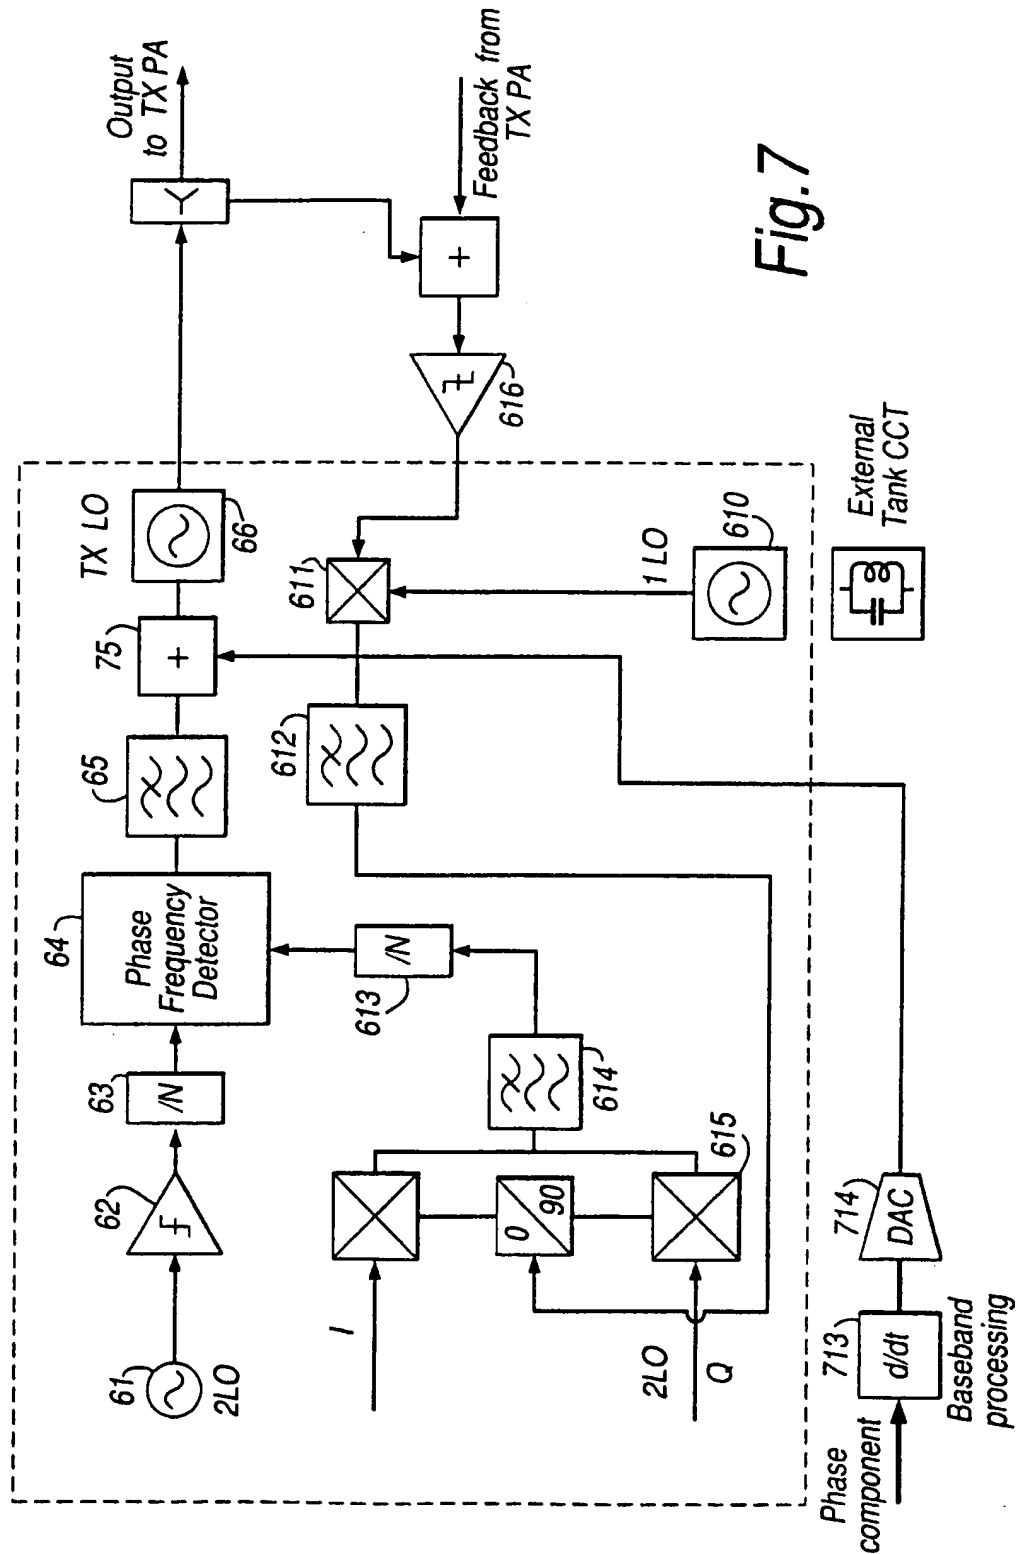 61
2LO
62
63
/N
64
Phase
Frequency
Detector
65
75
+
TX LO
66
Output
to TX PA
Feedback from
TX PA
+
616
611
612
1 LO
610
/N
613
614
I
0
90
615
2LO
Q
External
Tank CCT
Phase
component
713
d/dt
Baseband
processing
714
DAC
Fig.7